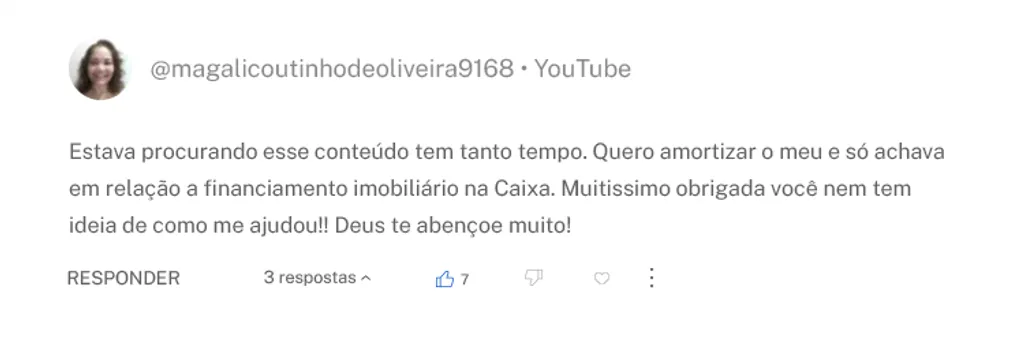 @magalicoutinhodeoliveira9168 • YouTube
Estava procurando esse conteúdo tem tanto tempo. Quero amortizar o meu e só achava
em relação a financiamento imobiliário na Caixa. Muitissimo obrigada você nem tem
ideia de como me ajudou!! Deus te abençoe muito!
RESPONDER 3 respostas 7